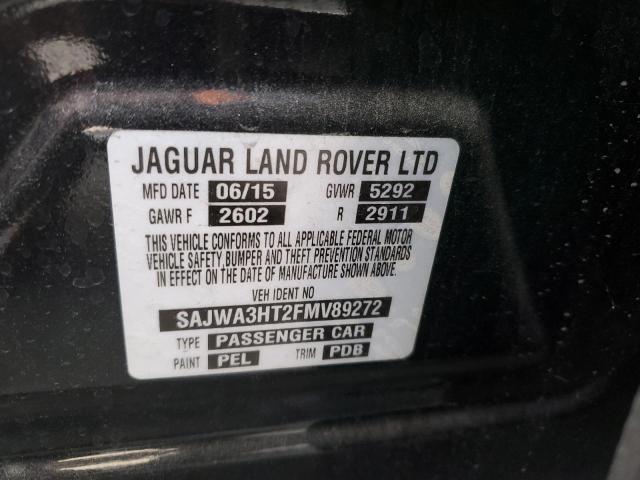 JAGUAR LAND ROVER LTD
MFD DATE 06/15 GVWR 5292
GAWR F 2602 R 2911
THIS VEHICLE CONFORMS TO ALL APPLICABLE FEDERAL MOTOR
VEHICLE SAFETY, BUMPER AND THEFT PREVENTION STANDARDS
IN EFFECT ON THE DATE OF MANUFACTURE SHOWN ABOVE.
VEH IDENT NO
SAJWA3HT2FMV89272
TYPE PASSENGER CAR
PAINT PEL TRIM PDB